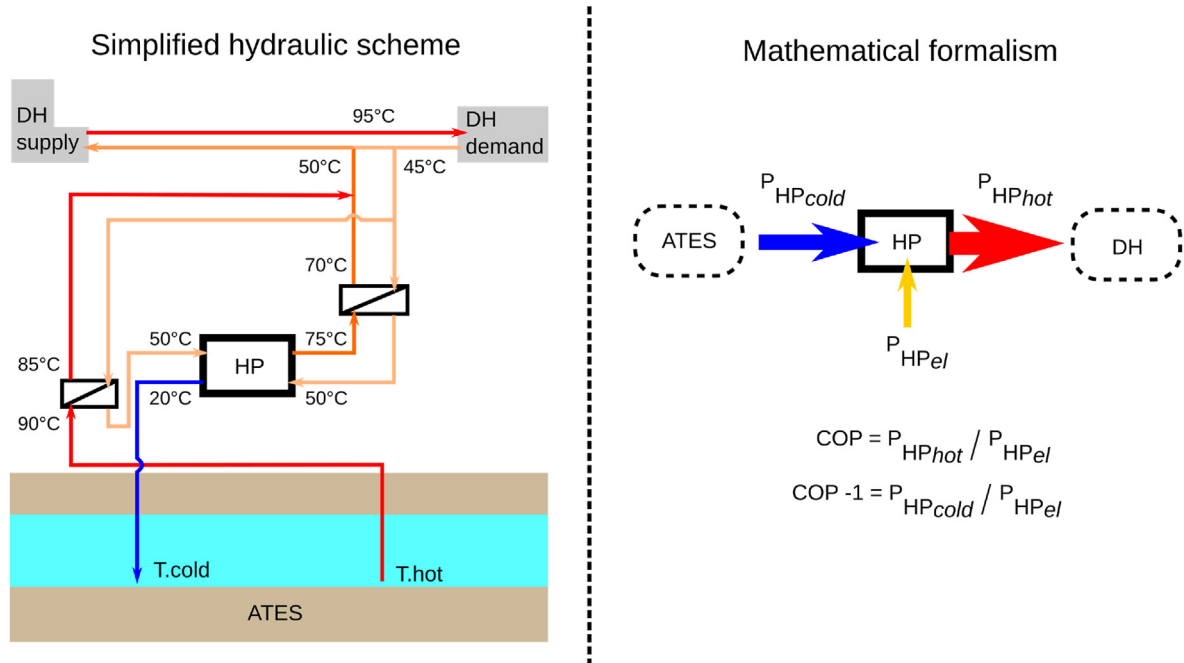 Simplified hydraulic scheme
DH
supply
95°C
DH
demand
50°C
45°C
70°C
50°C
HP
75°C
85°C
20°C
50°C
90°C
T.cold
T.hot
ATES
Mathematical formalism
P HPcold
P HPhot
ATES
HP
DH
P HPel
COP = P HPhot / P HPel
COP -1 = P HPcold / P HPel